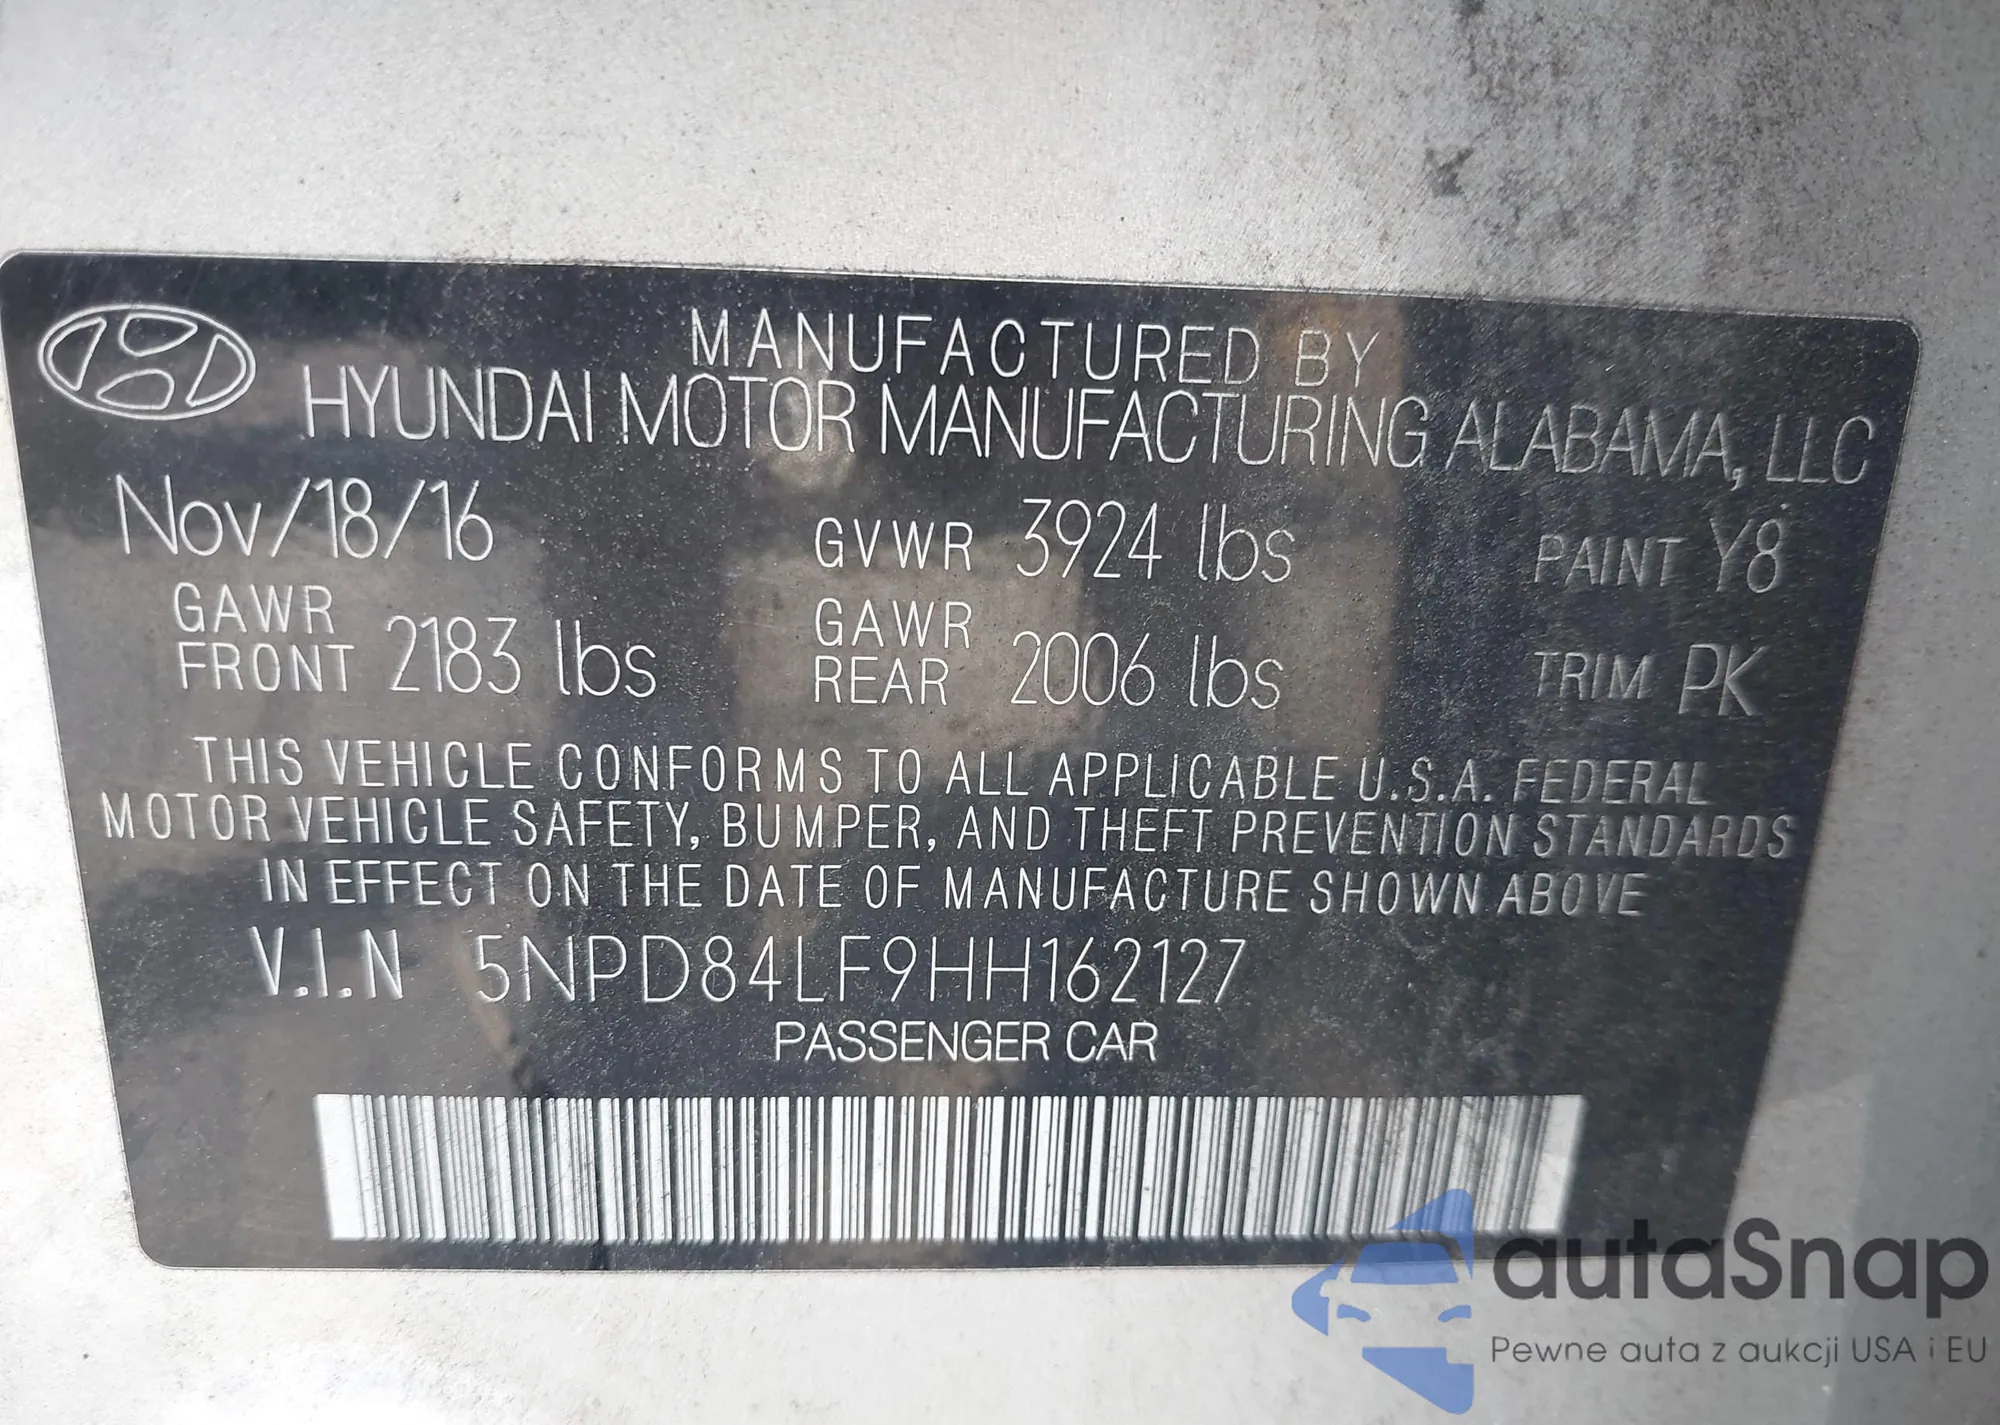 MANUFACTURED BY
HYUNDAI MOTOR MANUFACTURING ALABAMA, LLC
Nov/18/16 GVWR 3924 lbs PAINT Y8
GAWR FRONT 2183 lbs GAWR REAR 2006 lbs TRIM PK
THIS VEHICLE CONFORMS TO ALL APPLICABLE U.S.A. FEDERAL
MOTOR VEHICLE SAFETY, BUMPER, AND THEFT PREVENTION STANDARDS
IN EFFECT ON THE DATE OF MANUFACTURE SHOWN ABOVE
V.I.N 5NPD84LF9HH162127
PASSENGER CAR
autaSnap
Pewne auta z aukcji USA i EU